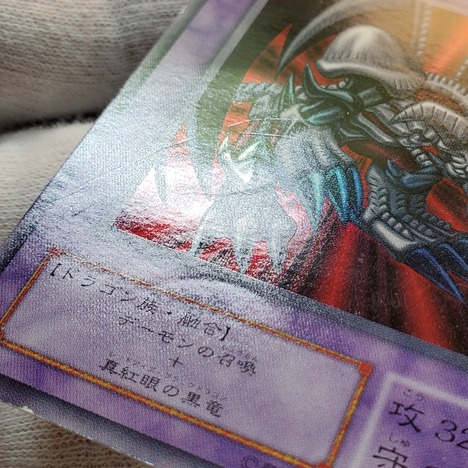 【ドラゴン族・融合】
デーモンの召喚
+
真紅眼の黒竜
攻 32
守